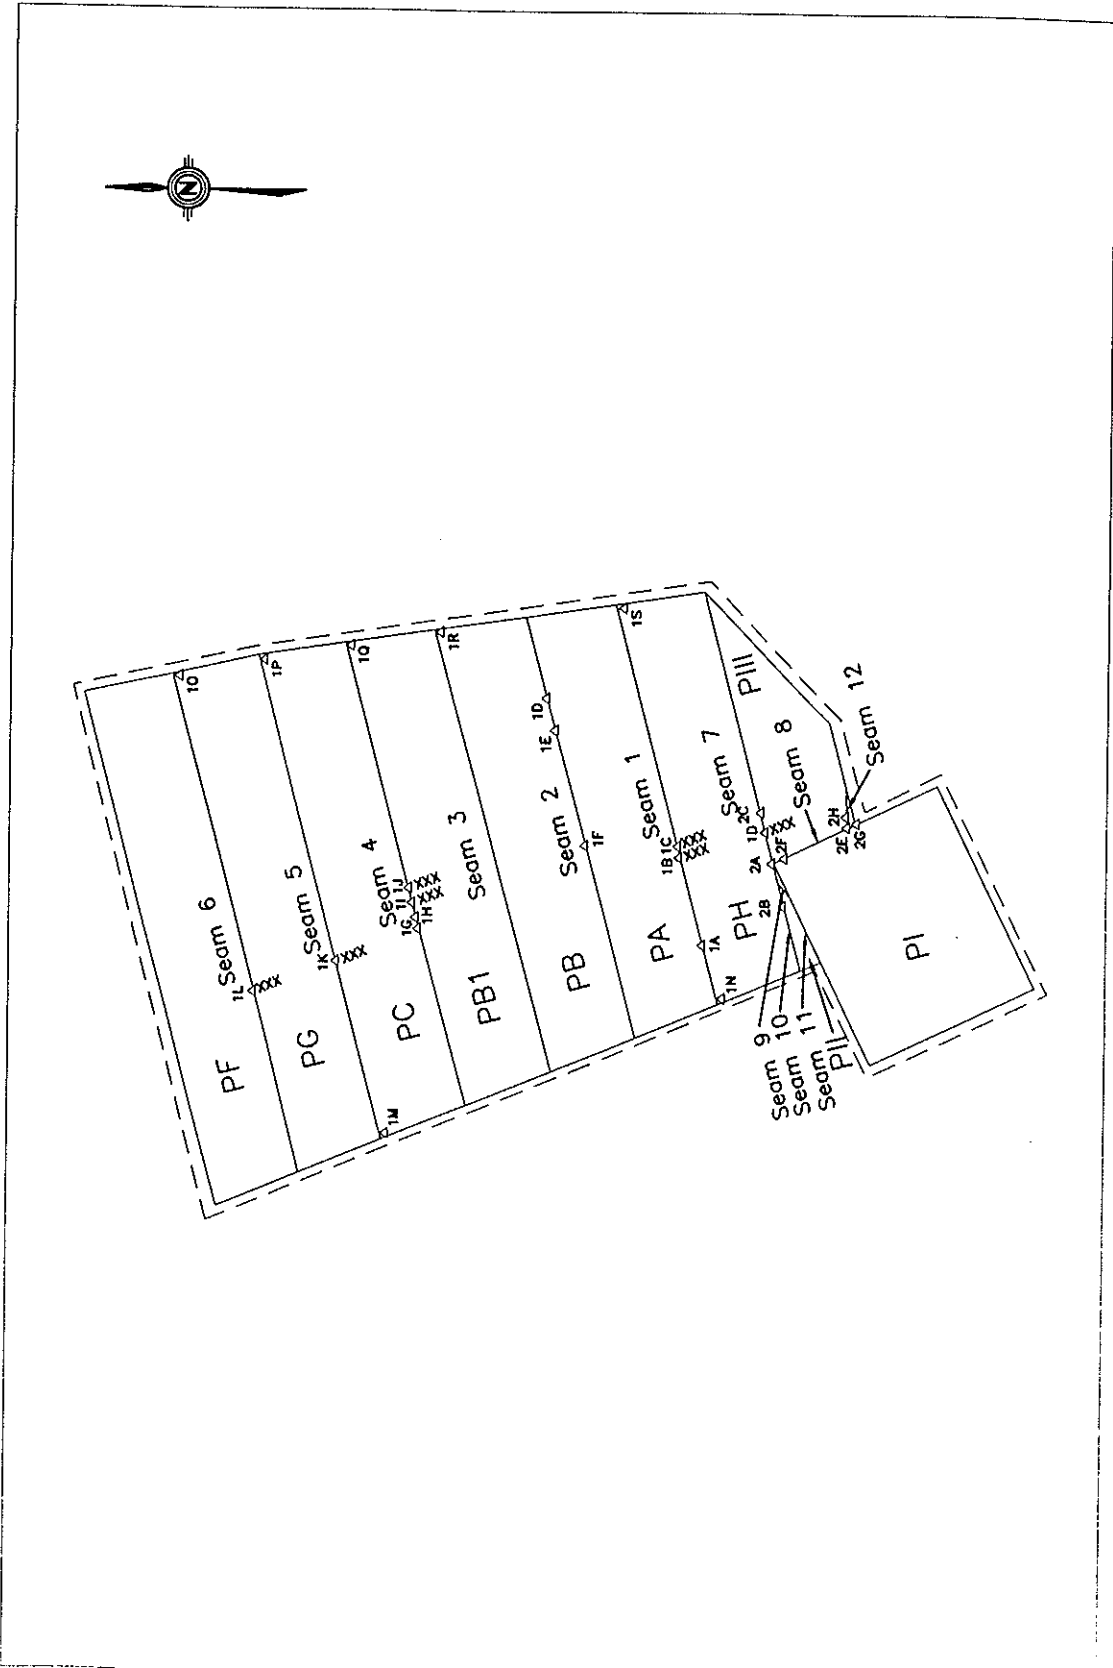 N
1O
Seam 6
1L
XXX
PF
1P
Seam 5
1K
XXX
PG
1Q
Seam 4
1I 1J
XXX
XXX
1G
1H
PC
1M
1R
Seam 3
PB1
1D
1E
Seam 2
1F
PB
1S
Seam 1
1B 1C
XXX
XXX
1A
PA
1N
PIII
Seam 7
2C
1D
XXX
2A
2F
PH
2B
Seam 8
Seam 12
2H
2E
2G
Seam 9
Seam 10
Seam 11
PIL
PI